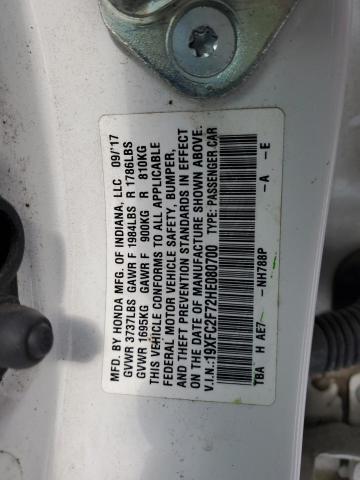 MFG. BY HONDA MFG. OF INDIANA, LLC 09/'17
GVWR 3737LBS GAWR F 1984LBS R 1786LBS
GVWR 1695KG GAWR F 900KG R 810KG
THIS VEHICLE CONFORMS TO ALL APPLICABLE
FEDERAL MOTOR VEHICLE SAFETY, BUMPER,
AND THEFT PREVENTION STANDARDS IN EFFECT
ON THE DATE OF MANUFACTURE SHOWN ABOVE.
V.I.N.:19XFC2F72HE080700 TYPE: PASSENGER CAR
TBA H AE7- -NH788P -A -E